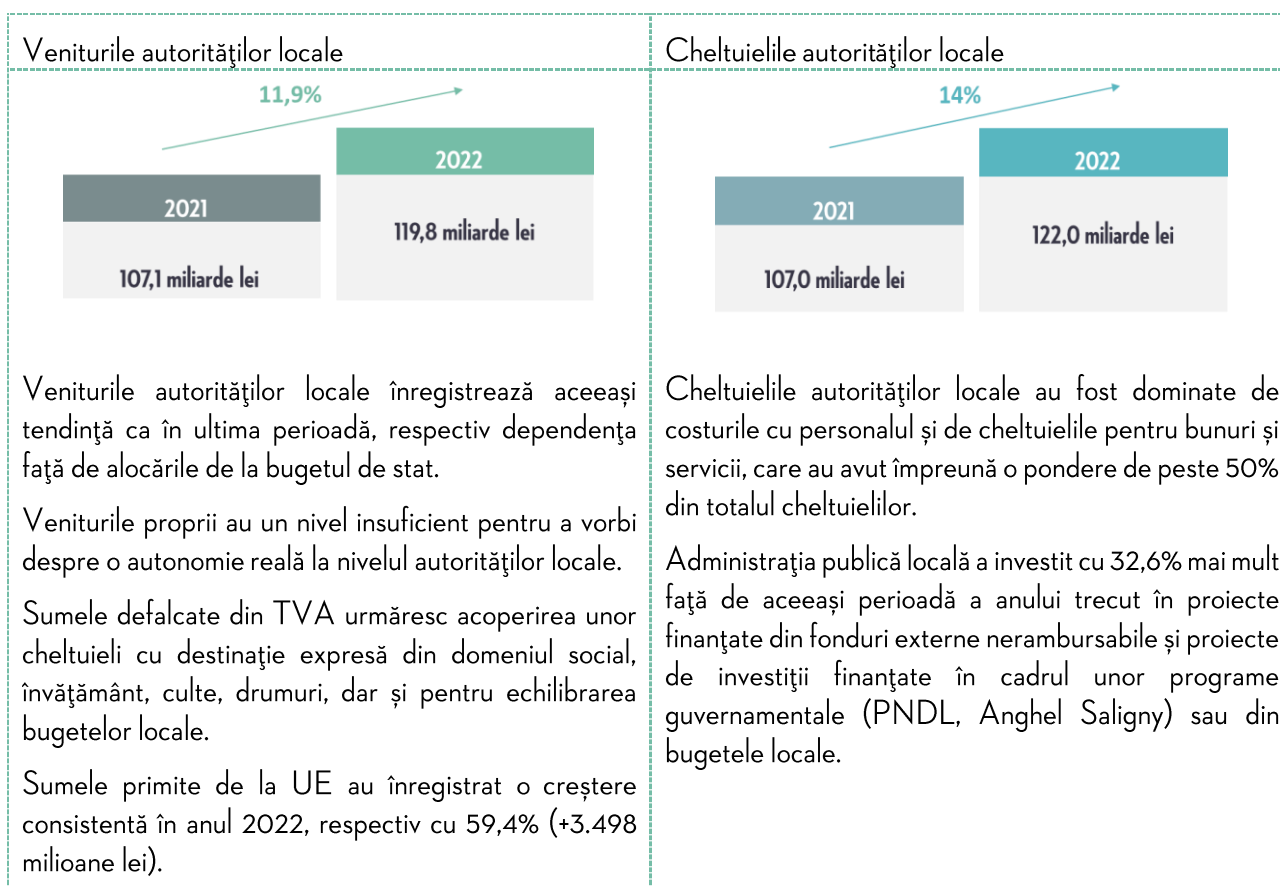 Veniturile autorităţilor locale
11,9%
2022
2021
119,8 miliarde lei
107,1 miliarde lei
Veniturile autorităţilor locale înregistrează aceeași
tendinţă ca în ultima perioadă, respectiv dependenţa
faţă de alocările de la bugetul de stat.
Veniturile proprii au un nivel insuficient pentru a vorbi
despre o autonomie reală la nivelul autorităţilor locale.
Sumele defalcate din TVA urmăresc acoperirea unor
cheltuieli cu destinaţie expresă din domeniul social,
învăţământ, culte, drumuri, dar și pentru echilibrarea
bugetelor locale.
Sumele primite de la UE au înregistrat o creștere
consistentă în anul 2022, respectiv cu 59,4% (+3.498
milioane lei).
Cheltuielile autorităţilor locale
14%
2022
2021
122,0 miliarde lei
107,0 miliarde lei
Cheltuielile autorităţilor locale au fost dominate de
costurile cu personalul și de cheltuielile pentru bunuri și
servicii, care au avut împreună o pondere de peste 50%
din totalul cheltuielilor.
Administraţia publică locală a investit cu 32,6% mai mult
faţă de aceeași perioadă a anului trecut în proiecte
finanţate din fonduri externe nerambursabile și proiecte
de investiţii finanţate în cadrul unor programe
guvernamentale (PNDL, Anghel Saligny) sau din
bugetele locale.